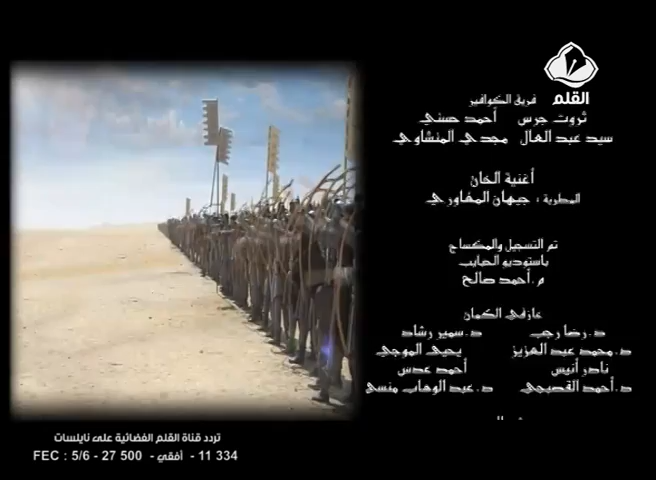 القلم
فريق الكوافير
ثروت جرس أحمد حسني
سيد عبد العال مجدي المنشاوي
أغنية الخان
المطربة : جيهان المغاوري
تم التسجيل والمكساج
باستوديو الصايب
م.أحمد صالح
عازفي الكمان
د.رضا رجب د.سمير رشاد
د.محمد عبد العزيز يحيى الموجي
نادر أنيس أحمد عدس
د.أحمد القصبجي د.عبد الوهاب منسي
تردد قناة القلم الفضائية على نايلسات
11 334 - أفقي - 27 500 - FEC : 5/6